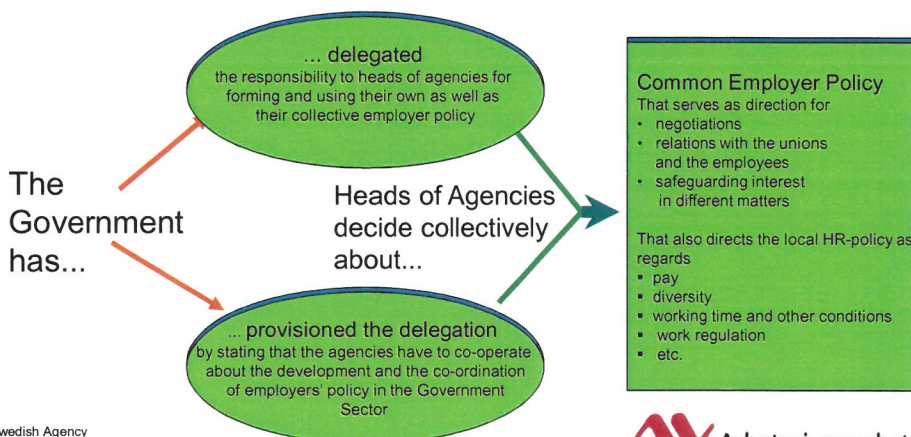 ... delegated
the responsibility to heads of agencies for
forming and using their own as well as
their collective employer policy
The
Government
has...
Heads of Agencies
decide collectively
about...
... provisioned the delegation
by stating that the agencies have to co-operate
about the development and the co-ordination
of employers' policy in the Government
Sector
Common Employer Policy
That serves as direction for
• negotiations
• relations with the unions
and the employees
• safeguarding interest
in different matters
That also directs the local HR-policy as
regards
▪ pay
▪ diversity
▪ working time and other conditions
▪ work regulation
▪ etc.
Agency